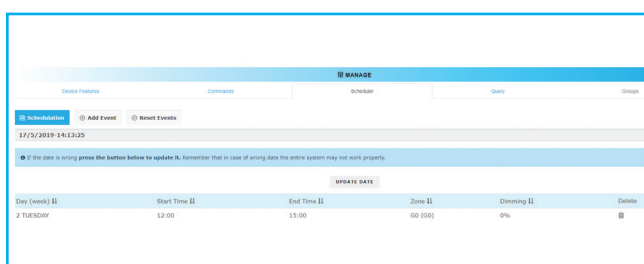 MANAGE
Device Features Commands Scheduler Query Groups
Schedulation Add Event Reset Events
17/5/2019-14:13:25
If the date is wrong press the button below to update it. Remember that in case of wrong date the entire system may not work properly.
UPDATE DATE
Day (week) Start Time End Time Zone Dimming Delete
2 TUESDAY 12:00 15:00 G0 (G0) 0%